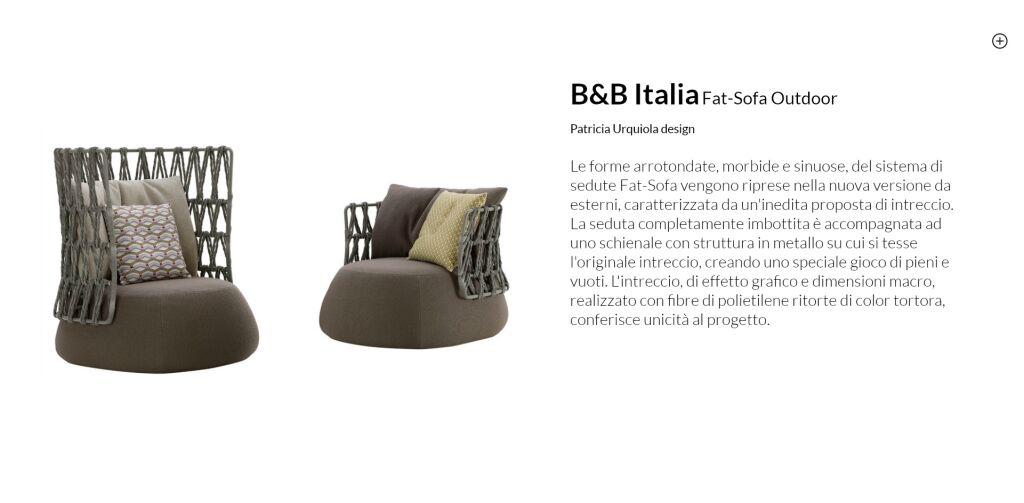 B&B Italia Fat-Sofa Outdoor
Patricia Urquiola design
Le forme arrotondate, morbide e sinuose, del sistema di
sedute Fat-Sofa vengono riprese nella nuova versione da
esterni, caratterizzata da un'inedita proposta di intreccio.
La seduta completamente imbottita è accompagnata ad
uno schienale con struttura in metallo su cui si tesse
l'originale intreccio, creando uno speciale gioco di pieni e
vuoti. L'intreccio, di effetto grafico e dimensioni macro,
realizzato con fibre di polietilene ritorte di color tortora,
conferisce unicità al progetto.